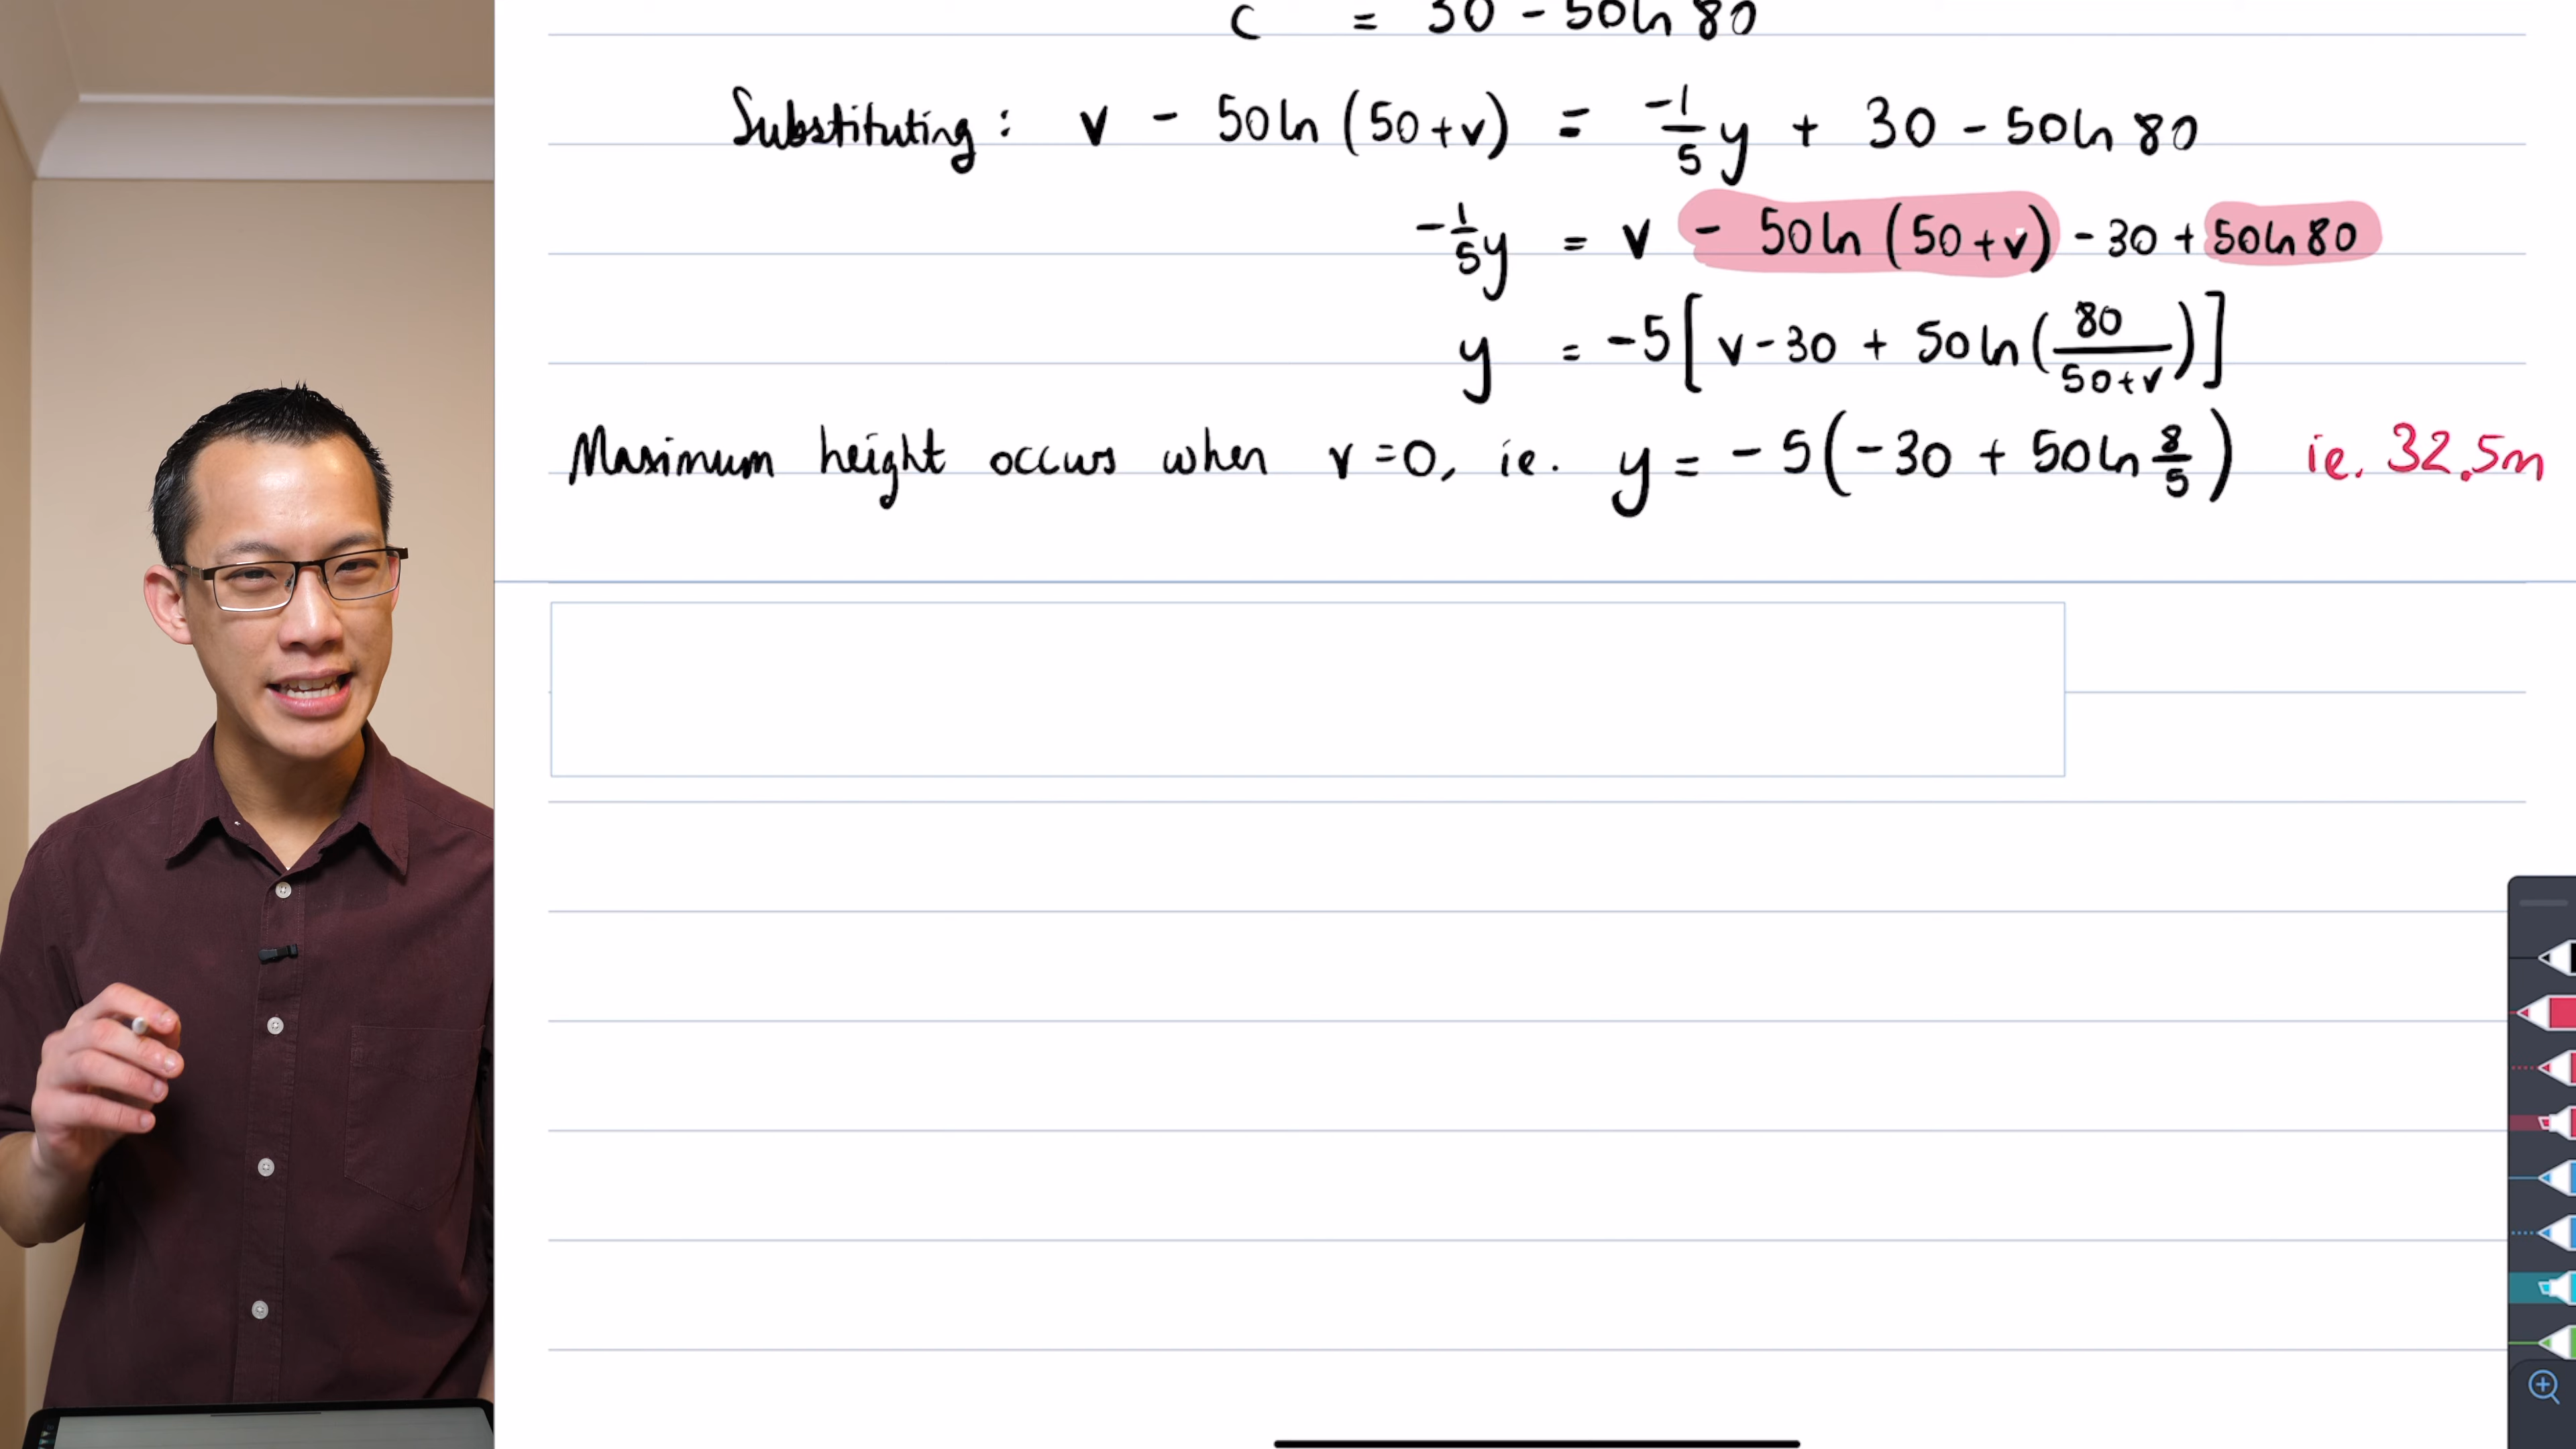 c = 30 - 50ln 80
Substituting: v - 50ln (50+v) = -1/5 y + 30 - 50ln 80
-1/5 y = v - 50ln (50+v) - 30 + 50ln 80
y = -5[v-30 + 50ln(80/50+v)]
Maximum height occurs when v=0, ie. y = -5(-30 + 50ln 8/5) ie. 32.5m